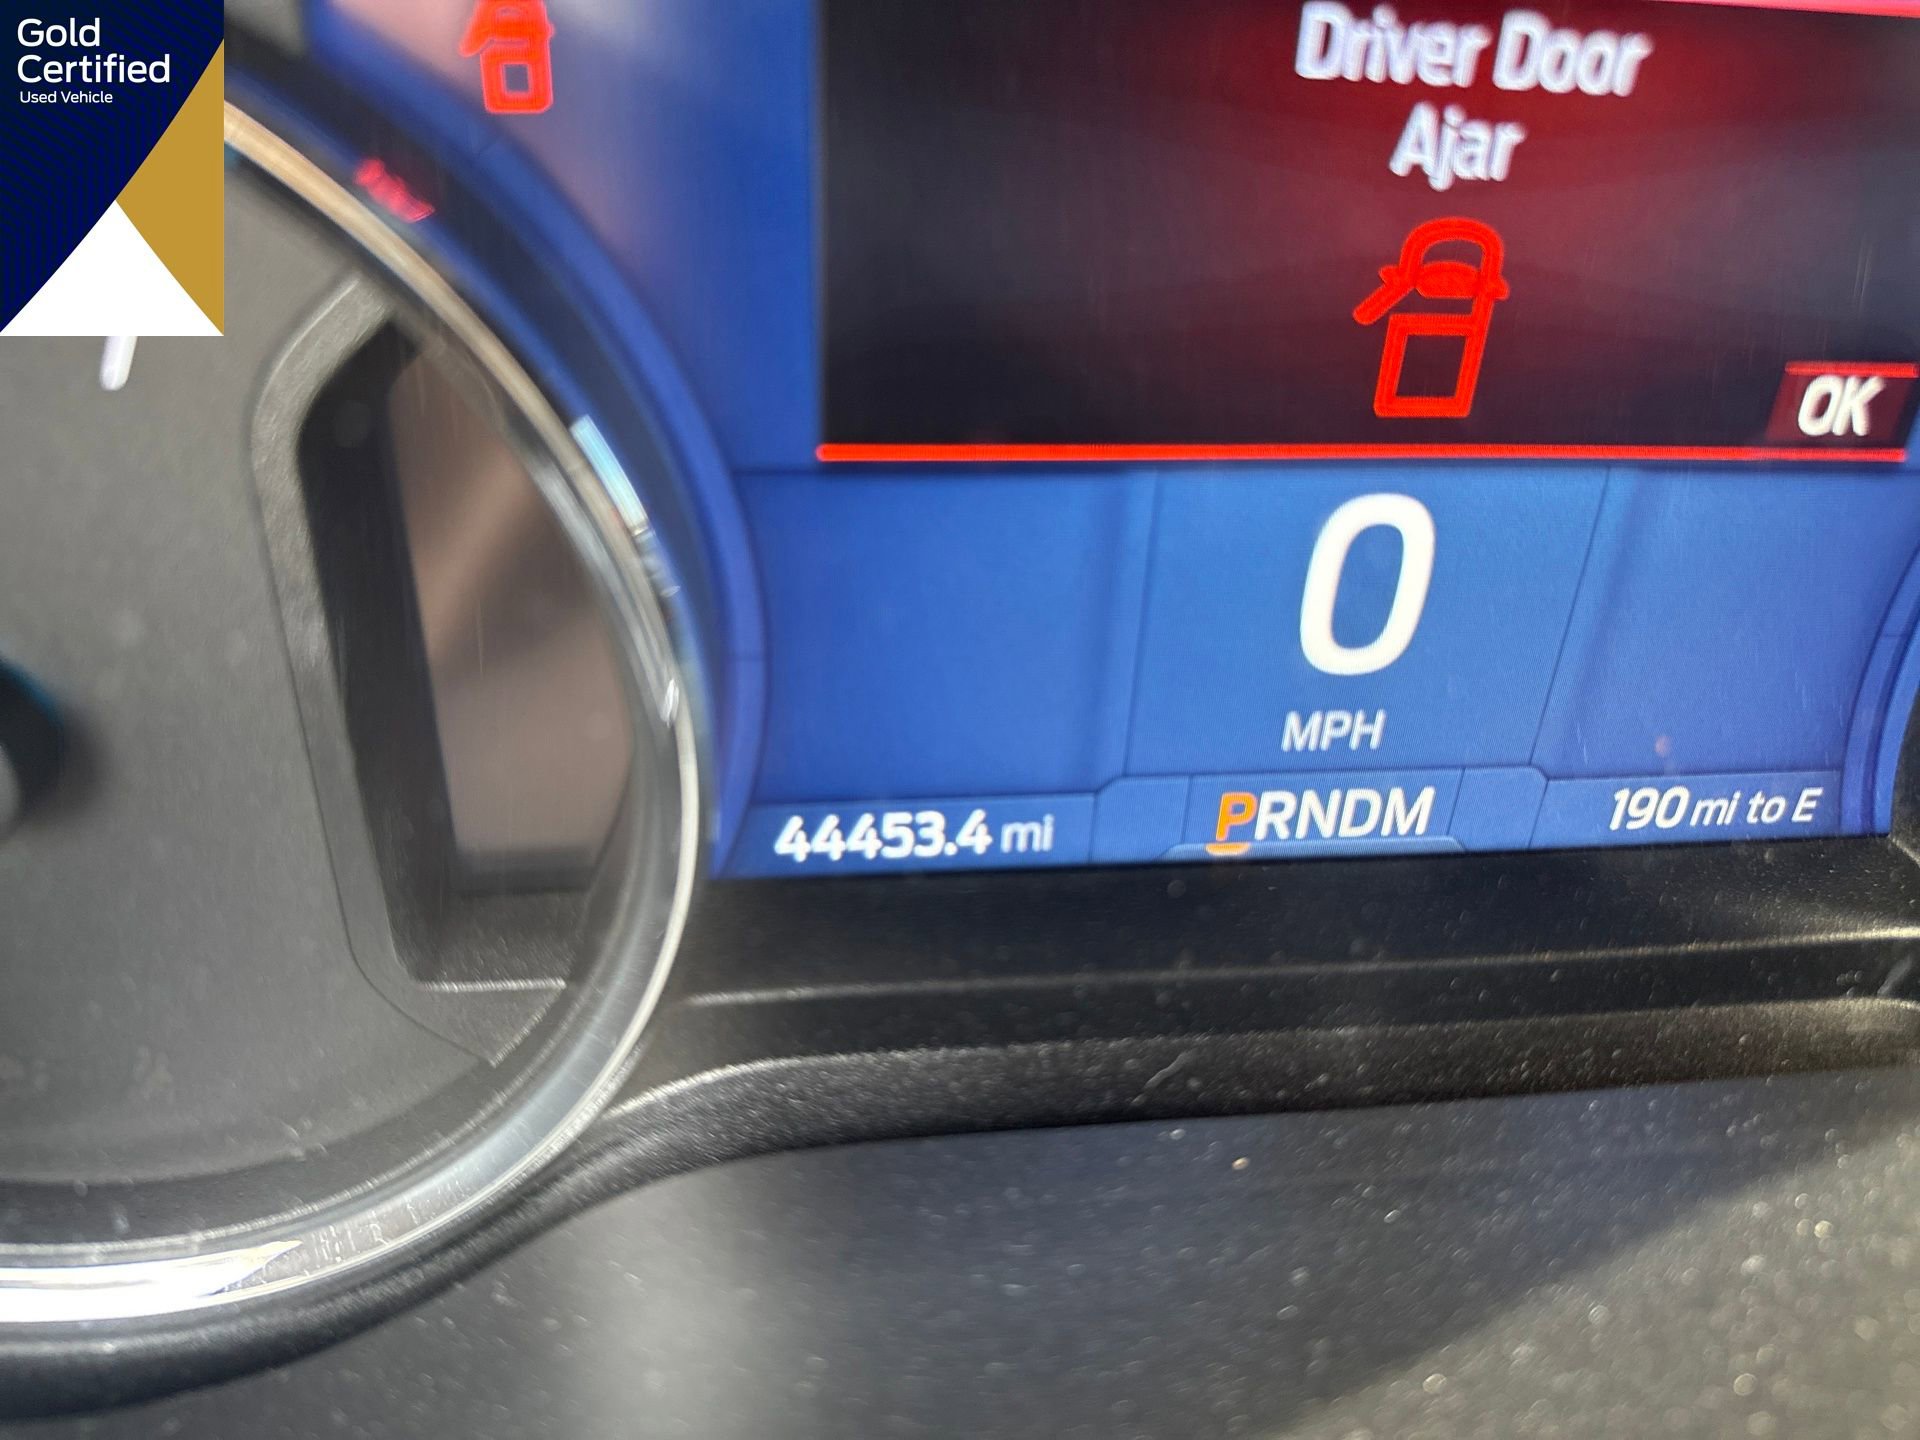 Gold
Certified
Used Vehicle
Driver Door
Ajar
OK
0
MPH
44453.4 mi
PRNDM
190 mi to E